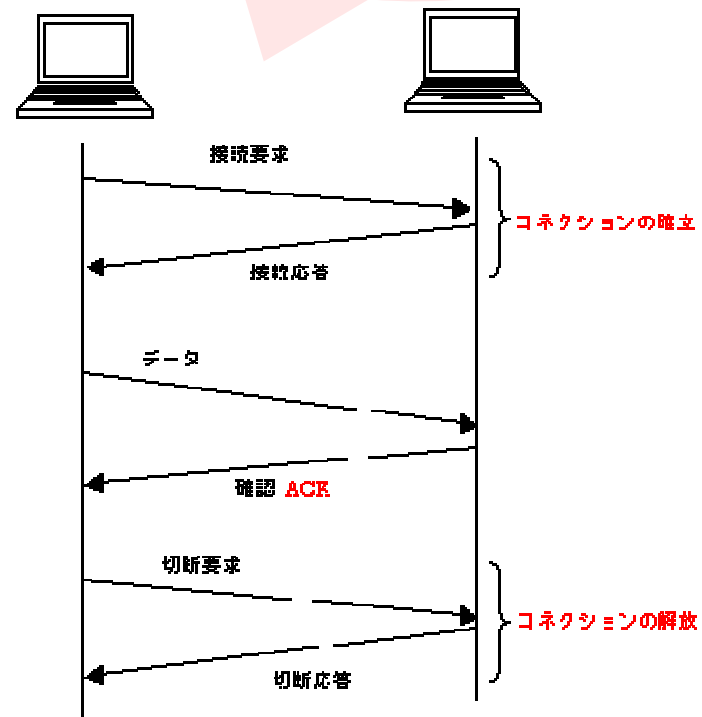 接続要求
コネクションの確立
接続応答
データ
確認 ACK
切断要求
コネクションの解放
切断応答